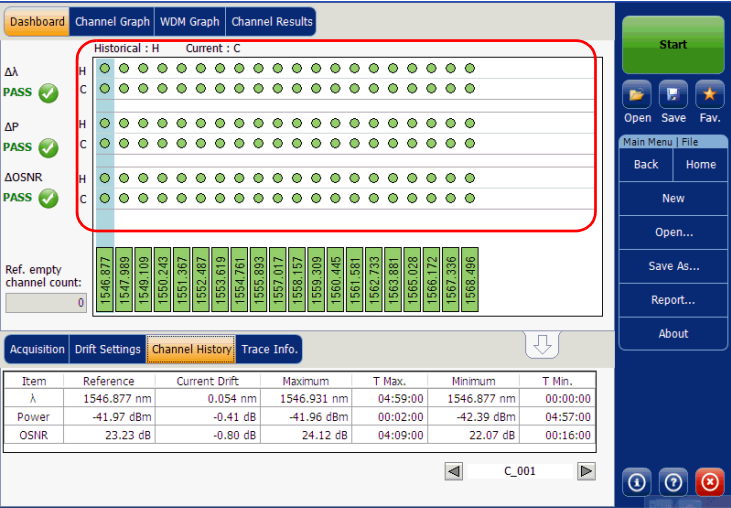 Dashboard Channel Graph WDM Graph Channel Results
Historical : H Current : C
Δλ H
PASS C
ΔP H
PASS C
ΔOSNR H
PASS C
Ref. empty
channel count:
0
1546.877 1547.989 1549.109 1550.243 1551.367 1552.487 1553.619 1554.761 1555.893 1557.017 1558.157 1559.309 1560.445 1561.581 1562.733 1563.881 1565.028 1566.172 1567.336 1568.496
Acquisition Drift Settings Channel History Trace Info.
Item Reference Current Drift Maximum T Max. Minimum T Min.
λ 1546.877 nm 0.054 nm 1546.931 nm 04:59:00 1546.877 nm 00:00:00
Power -41.97 dBm -0.41 dB -41.96 dBm 00:02:00 -42.39 dBm 04:57:00
OSNR 23.23 dB -0.80 dB 24.12 dB 04:09:00 22.07 dB 00:16:00
C_001
Start
Open Save Fav.
Main Menu | File
Back Home
New
Open...
Save As...
Report...
About